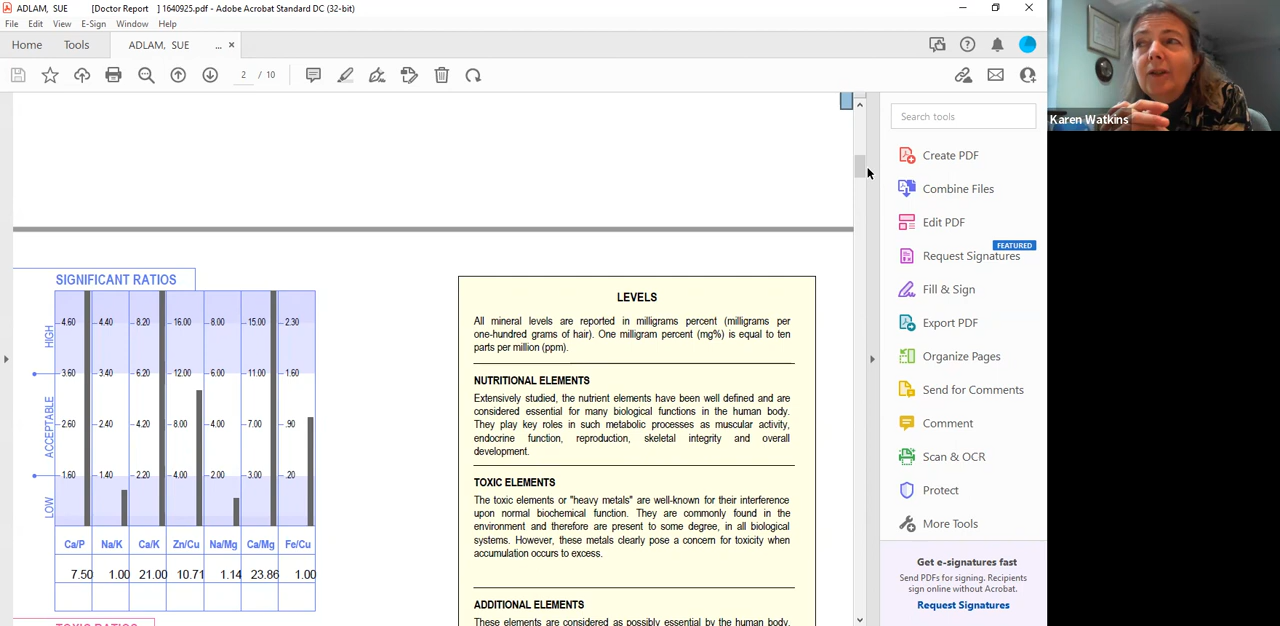 ADLAM, SUE [Doctor Report ] 1640925.pdf - Adobe Acrobat Standard DC (32-bit)
File Edit View E-Sign Window Help
Home Tools ADLAM, SUE ... ×
2 / 10
Search tools
Create PDF
Combine Files
Edit PDF
FEATURED
Request Signatures
Fill & Sign
Export PDF
Organize Pages
Send for Comments
Comment
Scan & OCR
Protect
More Tools
Get e-signatures fast
Send PDFs for signing. Recipients
sign online without Acrobat.
Request Signatures
Karen Watkins
SIGNIFICANT RATIOS
HIGH
ACCEPTABLE
LOW
4.60 4.40 8.20 16.00 8.00 15.00 2.30
3.60 3.40 6.20 12.00 6.00 11.00 1.60
2.60 2.40 4.20 8.00 4.00 7.00 .90
1.60 1.40 2.20 4.00 2.00 3.00 .20
Ca/P Na/K Ca/K Zn/Cu Na/Mg Ca/Mg Fe/Cu
7.50 1.00 21.00 10.71 1.14 23.86 1.00
TOXIC RATIOS
LEVELS
All mineral levels are reported in milligrams percent (milligrams per
one-hundred grams of hair). One milligram percent (mg%) is equal to ten
parts per million (ppm).
NUTRITIONAL ELEMENTS
Extensively studied, the nutrient elements have been well defined and are
considered essential for many biological functions in the human body.
They play key roles in such metabolic processes as muscular activity,
endocrine function, reproduction, skeletal integrity and overall
development.
TOXIC ELEMENTS
The toxic elements or "heavy metals" are well-known for their interference
upon normal biochemical function. They are commonly found in the
environment and therefore are present to some degree, in all biological
systems. However, these metals clearly pose a concern for toxicity when
accumulation occurs to excess.
ADDITIONAL ELEMENTS
These elements are considered as possibly essential by the human body.